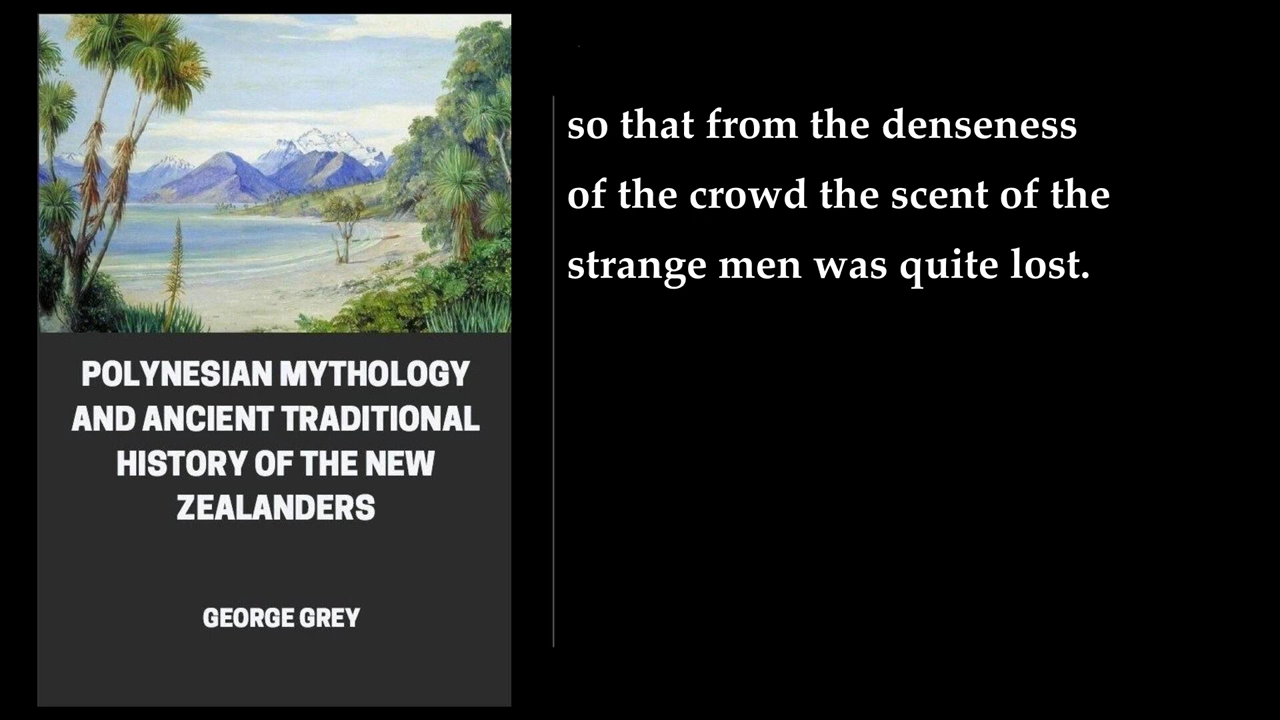 POLYNESIAN MYTHOLOGY
AND ANCIENT TRADITIONAL
HISTORY OF THE NEW
ZEALANDERS
GEORGE GREY
so that from the denseness
of the crowd the scent of the
strange men was quite lost.